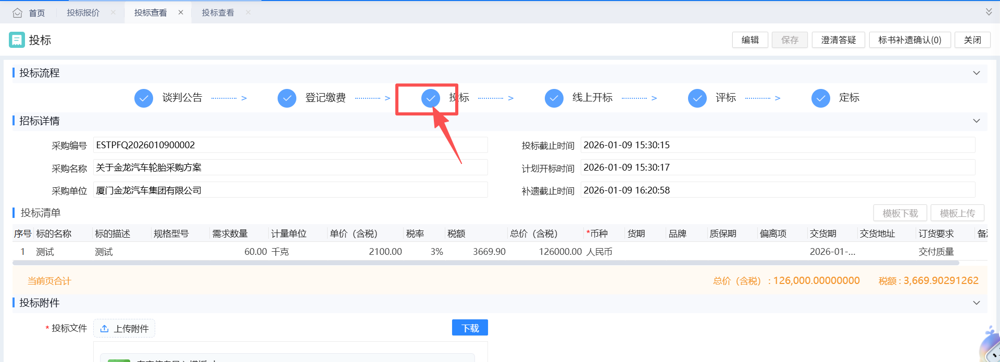 首页 投标报价 × 投标查看 × 投标查看 ×
投标 编辑 保存 澄清答疑 标书补遗确认(0) 关闭
投标流程
谈判公告 登记缴费 投标 线上开标 评标 定标
招标详情
采购编号 ESTPFQ2026010900002 投标截止时间 2026-01-09 15:30:15
采购名称 关于金龙汽车轮胎采购方案 计划开标时间 2026-01-09 15:30:17
采购单位 厦门金龙汽车集团有限公司 补遗截止时间 2026-01-09 16:20:58
投标清单 模板下载 模板上传
序号 标的名称 标的描述 规格型号 需求数量 计量单位 单价（含税） 税率 税额 总价（含税） *币种 货期 品牌 质保期 偏离项 交货期 交货地址 订货要求
1 测试 测试 60.00 千克 2100.00 3% 3669.90 126000.00 人民币 2026-01-... 交付质量
当前页合计 总价（含税）：126,000.00000000 税额：3,669.90291262
投标附件
* 投标文件 上传附件 下载